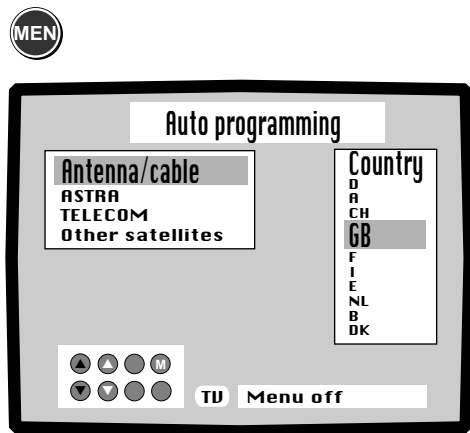 MEN
Auto programming
Antenna/cable
ASTRA
TELECOM
Other satellites
Country
D
A
CH
GB
F
I
E
NL
B
DK
M
TV Menu off